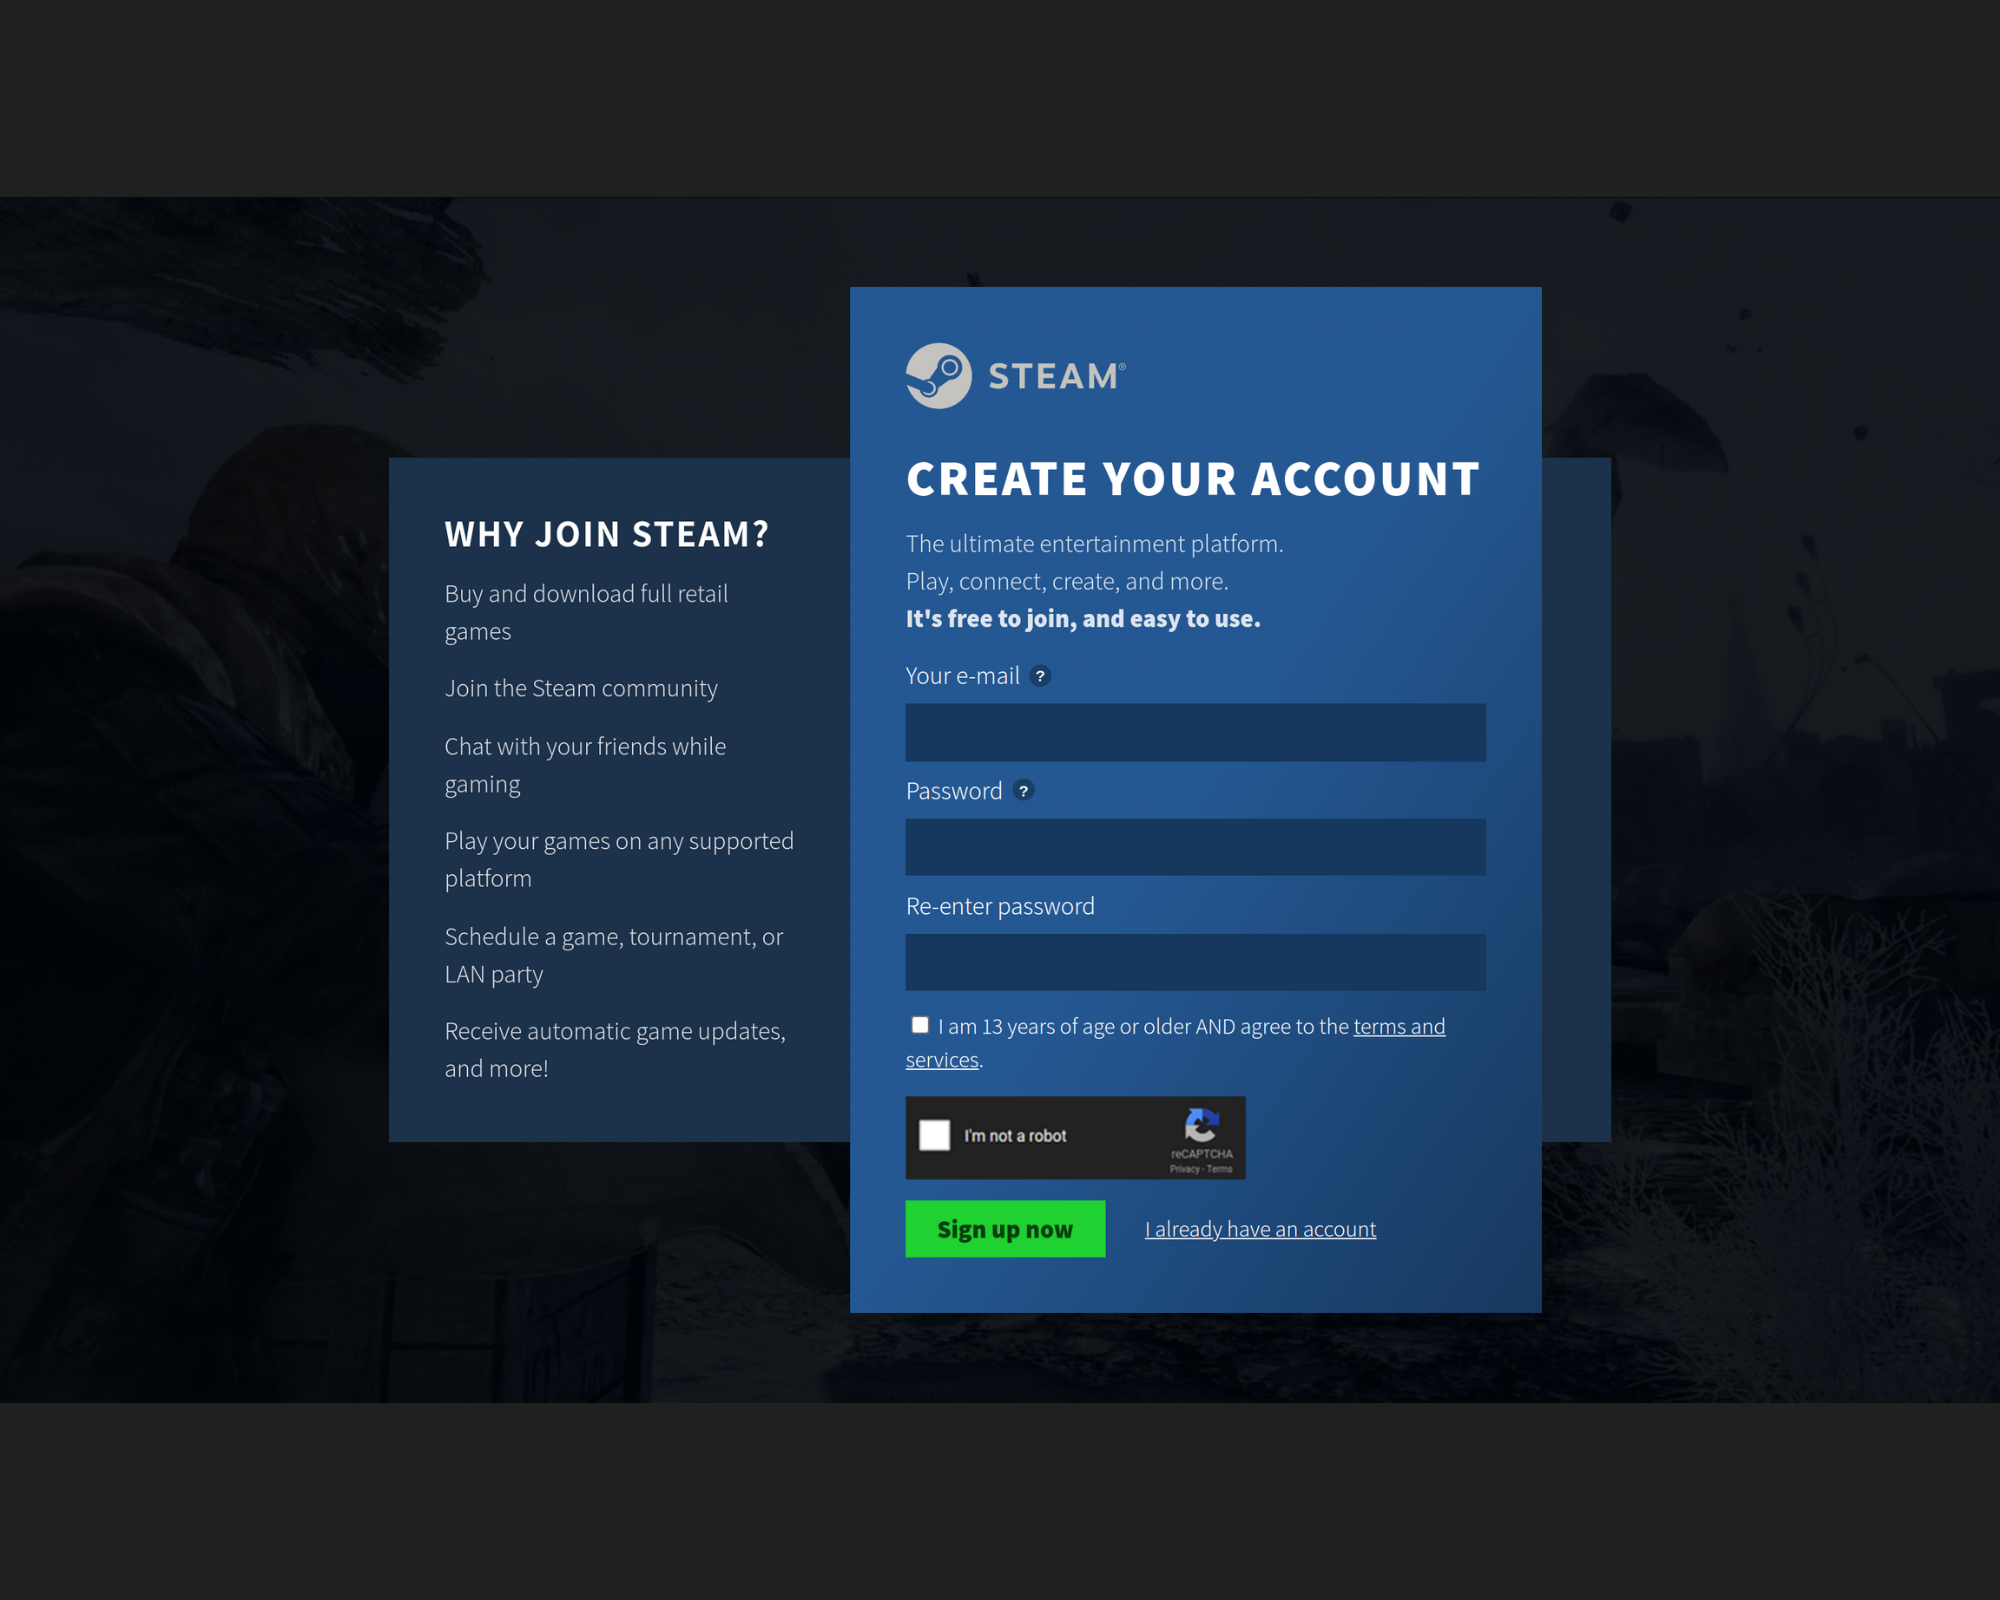 STEAM®
CREATE YOUR ACCOUNT
The ultimate entertainment platform.
Play, connect, create, and more.
It's free to join, and easy to use.
Your e-mail ?
Password ?
Re-enter password
I am 13 years of age or older AND agree to the terms and
services.
I'm not a robot
reCAPTCHA
Privacy - Terms
Sign up now
I already have an account
WHY JOIN STEAM?
Buy and download full retail
games
Join the Steam community
Chat with your friends while
gaming
Play your games on any supported
platform
Schedule a game, tournament, or
LAN party
Receive automatic game updates,
and more!